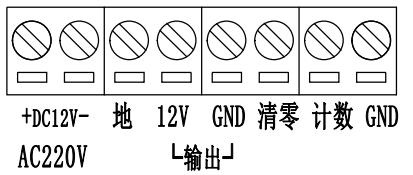 +DC12V- 地 12V GND 清零 计数 GND
AC220V 输出